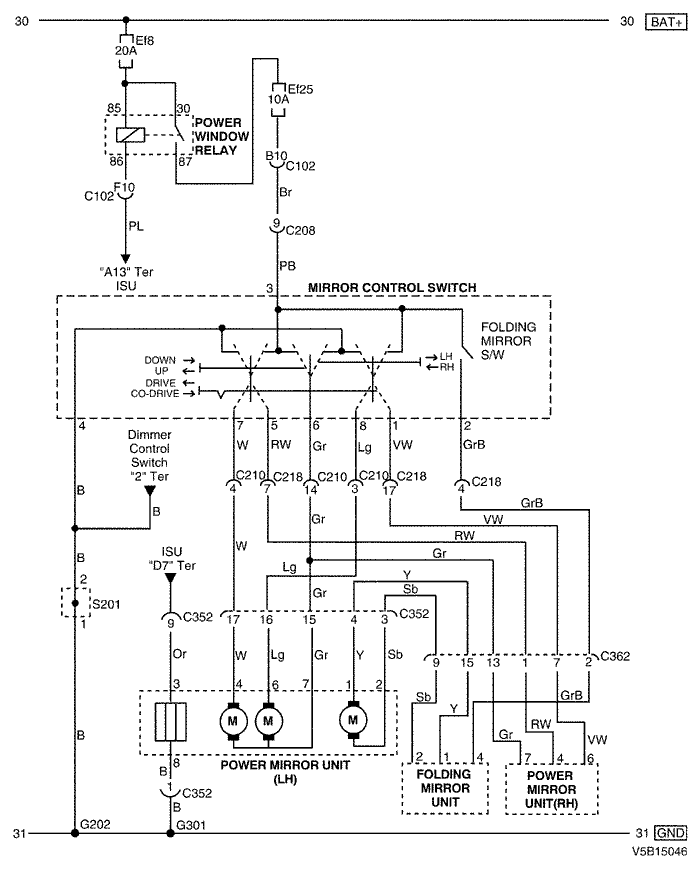 30 30 BAT+
Ef8
20A
Ef25
10A
85 30
POWER
WINDOW
RELAY
86 87
B10
C102
F10
C102
Br
PL
9 C208
"A13" Ter
ISU
PB
3 MIRROR CONTROL SWITCH
FOLDING
MIRROR
S/W
DOWN
UP
DRIVE
CO-DRIVE
LH
RH
4 7 5 6 8 1 2
Dimmer
Control
Switch
"2" Ter
W RW Gr Lg VW GrB
C210 C218 C210 C210 C218 C218
4 7 14 3 17 4
B
B
GrB
Gr
VW
RW
W
Gr
B
ISU
"D7" Ter
Lg
Y
2
Gr
Sb
S201
1
C352
9
17 16 15 4 3
C352
9 15 13 1 7 2 C362
Or
W Lg Gr Y Sb
3 4 6 7 1 2
Sb
Y
GrB
M M M
B
Gr
RW
VW
2 1 4 7 4 6
8
POWER MIRROR UNIT
(LH)
B
FOLDING
MIRROR
UNIT
POWER
MIRROR
UNIT(RH)
1
C352
B
G202 G301
31 31 GND
V5B15046